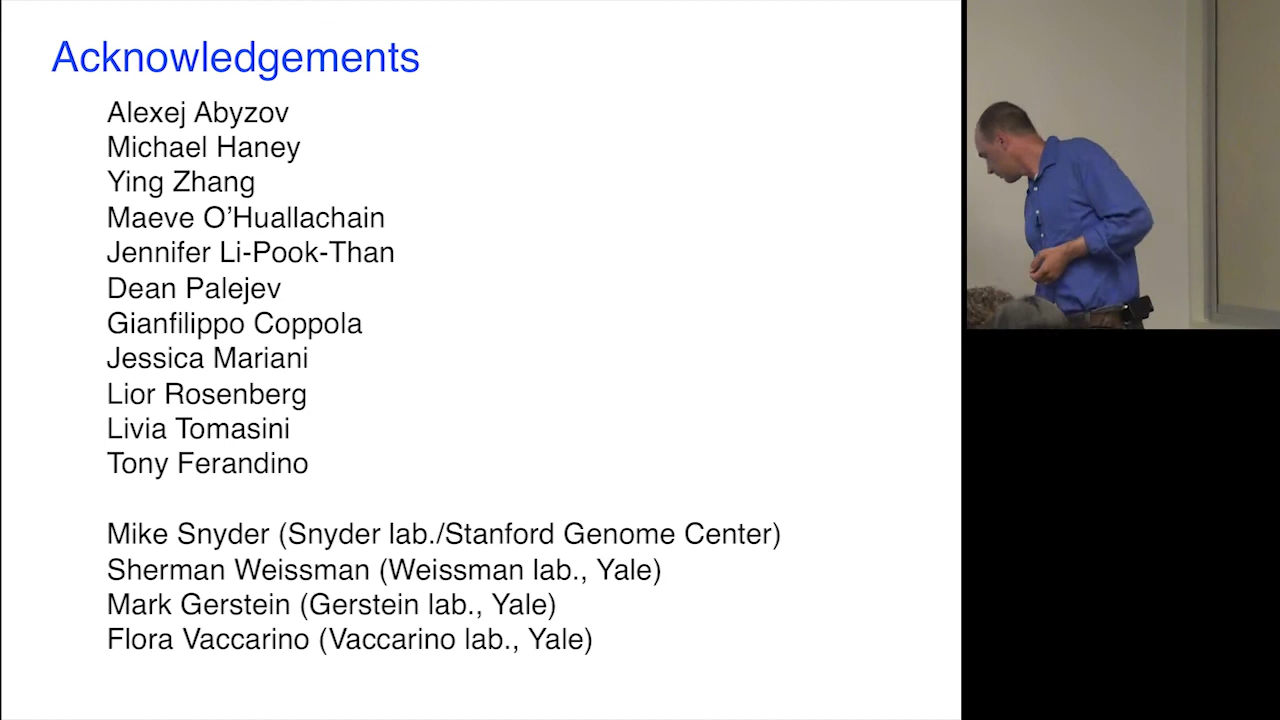 Acknowledgements
Alexej Abyzov
Michael Haney
Ying Zhang
Maeve O’Huallachain
Jennifer Li-Pook-Than
Dean Palejev
Gianfilippo Coppola
Jessica Mariani
Lior Rosenberg
Livia Tomasini
Tony Ferandino
Mike Snyder (Snyder lab./Stanford Genome Center)
Sherman Weissman (Weissman lab., Yale)
Mark Gerstein (Gerstein lab., Yale)
Flora Vaccarino (Vaccarino lab., Yale)